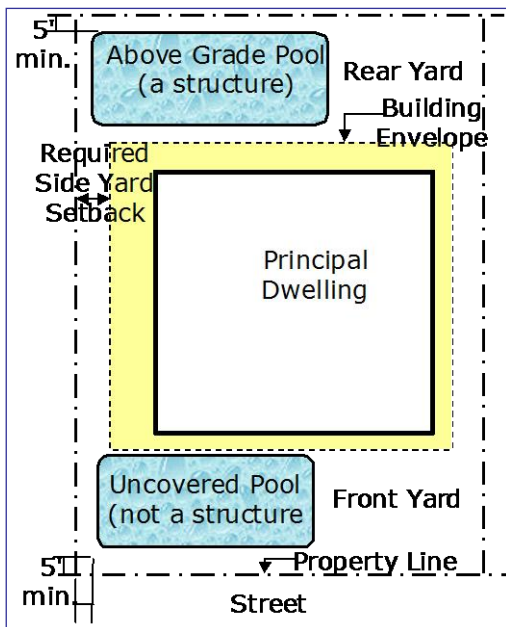 5'
min.
Above Grade Pool
(a structure)
Rear Yard
Building
Envelope
Required
Side Yard
Setback
Principal
Dwelling
Uncovered Pool
(not a structure
Front Yard
5'
min.
Property Line
Street